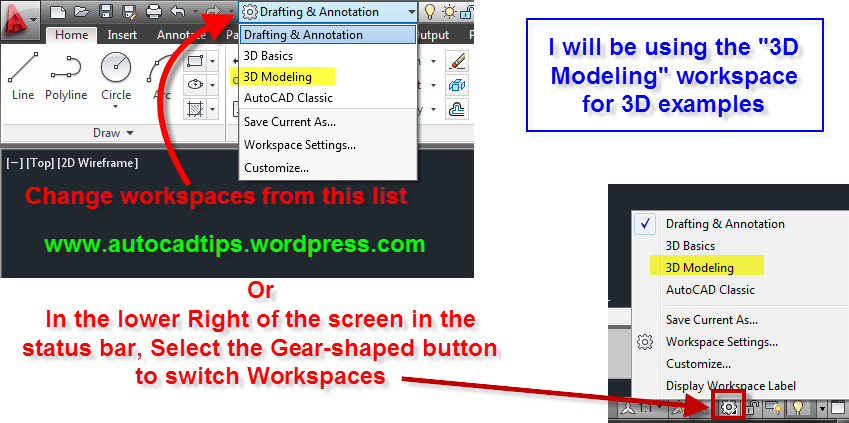 Drafting & Annotation
Home Insert Annotate Output
Drafting & Annotation
3D Basics
3D Modeling
AutoCAD Classic
Save Current As...
Workspace Settings...
Customize...
Line Polyline Circle Arc
Draw
[−] [Top] [2D Wireframe]
Change workspaces from this list
www.autocadtips.wordpress.com
I will be using the "3D
Modeling" workspace
for 3D examples
Or
In the lower Right of the screen in the
status bar, Select the Gear-shaped button
to switch Workspaces
Drafting & Annotation
3D Basics
3D Modeling
AutoCAD Classic
Save Current As...
Workspace Settings...
Customize...
Display Workspace Label
1:1